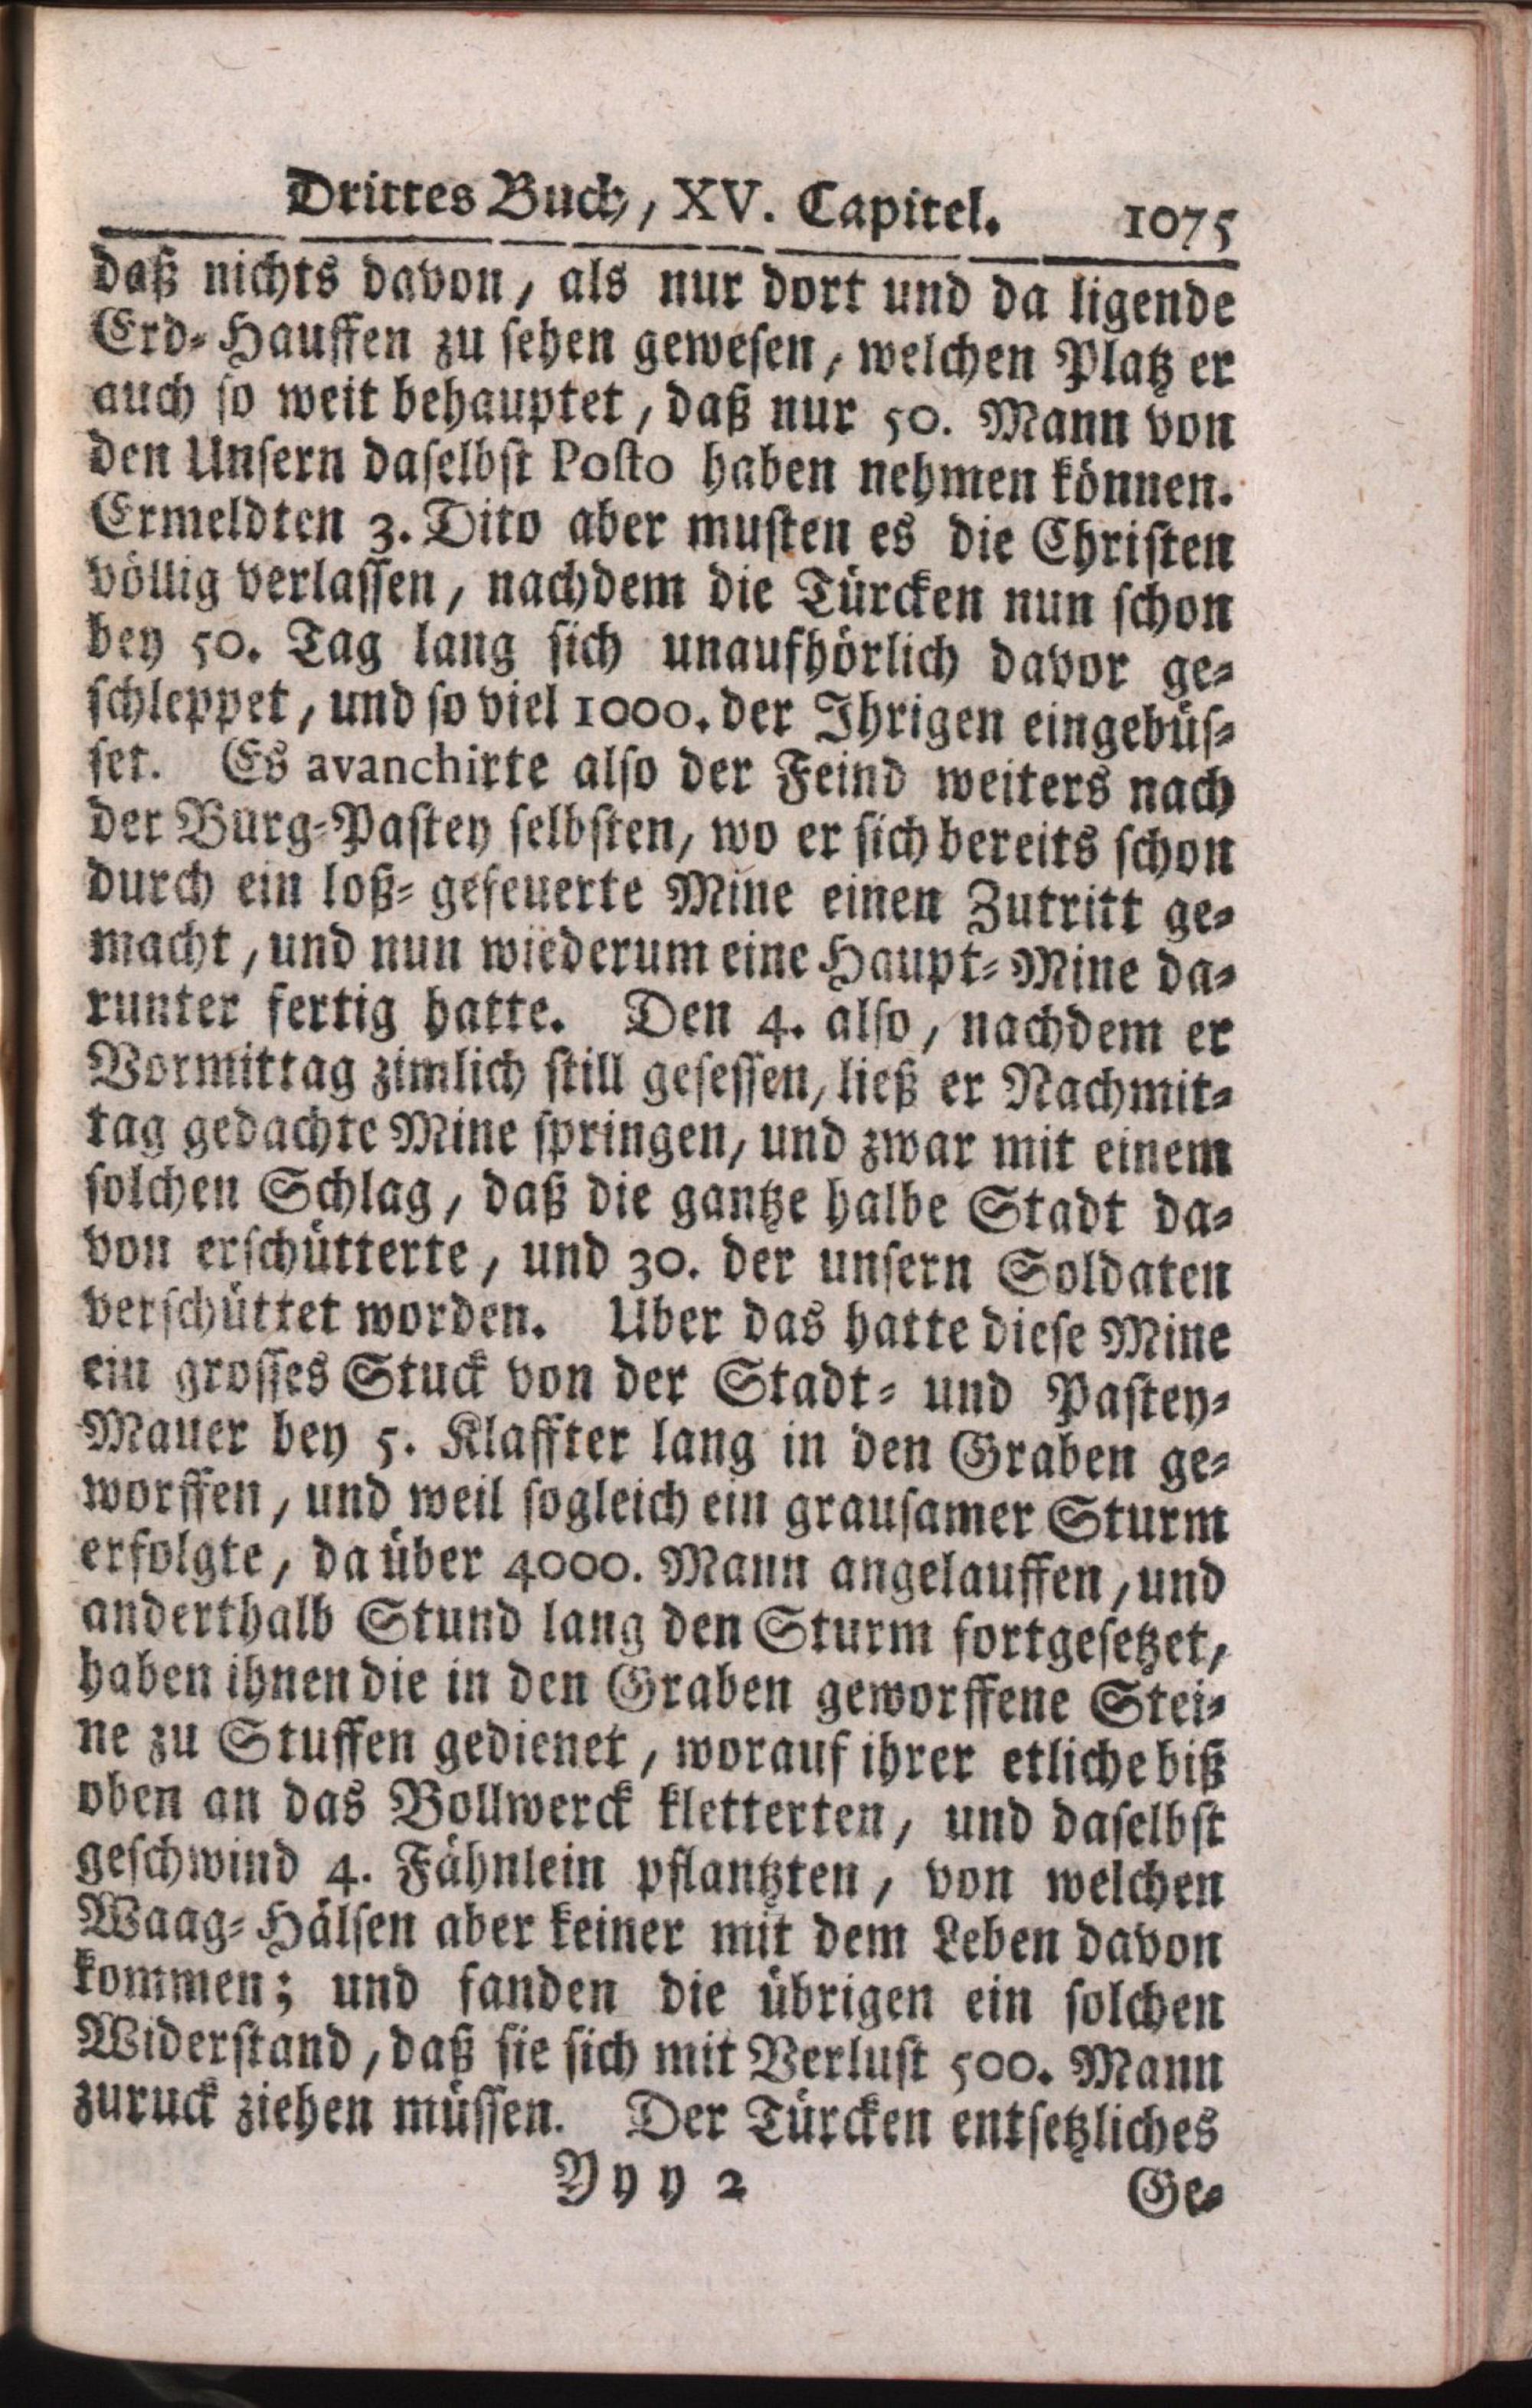 Drittes Buch, XV. Capitel. 1075
daß nichts davon, als nur dort und da ligende
Erd-Hauffen zu sehen gewesen, welchen Platz er
auch so weit behauptet, daß nur 50. Mann von
den Unsern daselbst Posto haben nehmen können.
Ermeldten 3. Dito aber musten es die Christen
völlig verlassen, nachdem die Türcken nun schon
bey 50. Tag lang sich unaufhörlich davor ge-
schleppet, und so viel 1000. der Ihrigen eingebüs-
set. Es avanchirte also der Feind weiters nach
der Burg-Pastey selbsten, wo er sich bereits schon
durch ein loß-gefeuerte Mine einen Zutritt ge-
macht, und nun wiederum eine Haupt-Mine da-
runter fertig hatte. Den 4. also, nachdem er
Vormittag zimlich still gesessen, ließ er Nachmit-
tag gedachte Mine springen, und zwar mit einem
solchen Schlag, daß die gantze halbe Stadt da-
von erschütterte, und 30. der unsern Soldaten
verschüttet worden. Uber das hatte diese Mine
ein grosses Stuck von der Stadt- und Pastey-
Mauer bey 5. Klaffter lang in den Graben ge-
worffen, und weil sogleich ein grausamer Sturm
erfolgte, da über 4000. Mann angelauffen, und
anderthalb Stund lang den Sturm fortgesetzet,
haben ihnen die in den Graben geworffene Stei-
ne zu Stuffen gedienet, worauf ihrer etliche biß
oben an das Bollwerck kletterten, und daselbst
geschwind 4. Fähnlein pflantzten, von welchen
Waag-Hälsen aber keiner mit dem Leben davon
kommen; und fanden die übrigen ein solchen
Widerstand, daß sie sich mit Verlust 500. Mann
zuruck ziehen müssen. Der Türcken entsetzliches
Yyy 2 Ge-